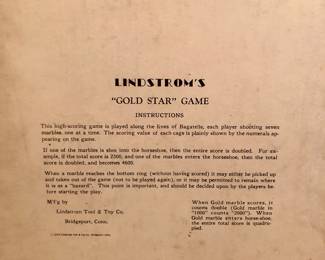 LINDSTROM'S
"GOLD STAR" GAME
INSTRUCTIONS
This high-scoring game is played along the lines of Bagatelle, each player shooting seven
marbles, one at a time. The scoring value of each cage is plainly shown by the numerals ap-
pearing on the game.
If one of the marbles is shot into the horseshoe, then the entire score is doubled. For ex-
ample, if the total score is 2300, and one of the marbles enters the horseshoe, then the total
score is doubled, and becomes 4600.
When a marble reaches the bottom ring (without having scored) it may either be picked up
and taken out of the game (not to be played again), or it may be permitted to remain where
it is as a "hazard". This point is important, and should be decided upon by the players be-
fore starting the play.
M'f'g by
Lindstrom Tool & Toy Co.
Bridgeport, Conn.
When Gold marble scores, it
counts double (Gold marble in
"1000" counts "2000"). When
Gold marble enters horse-shoe,
the entire total score is quadru-
pled.